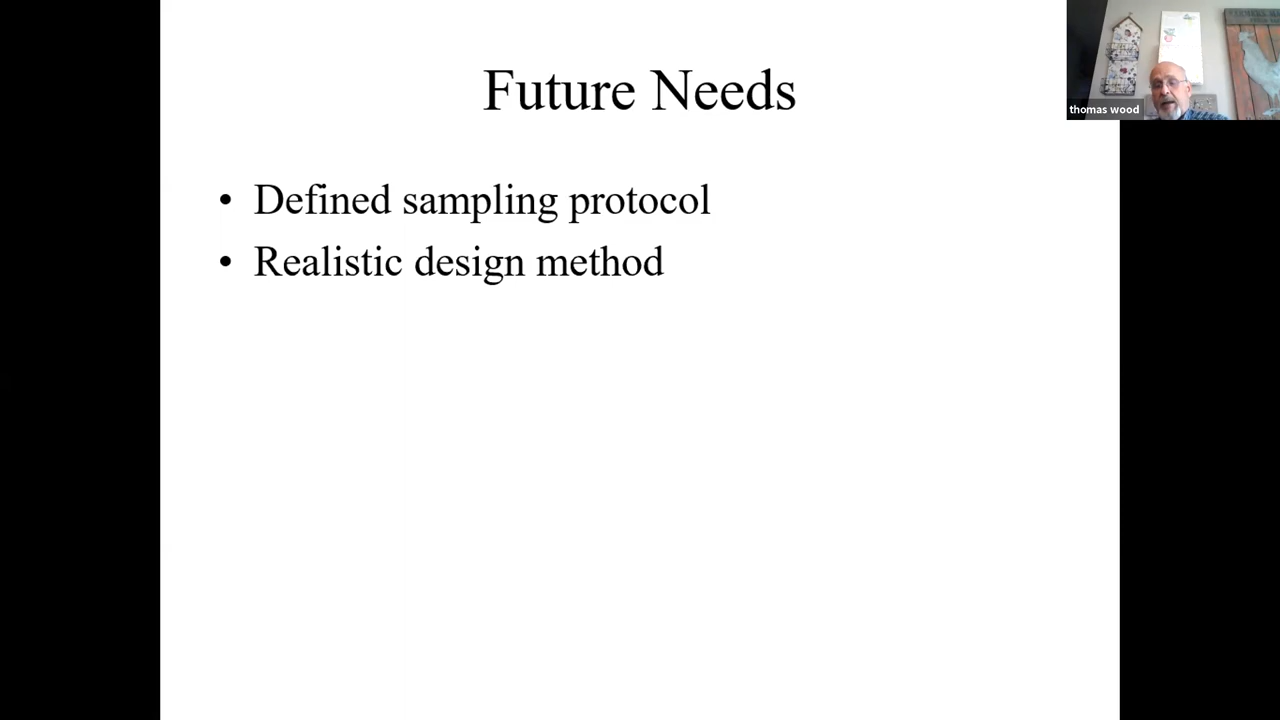 Future Needs
• Defined sampling protocol
• Realistic design method
thomas wood